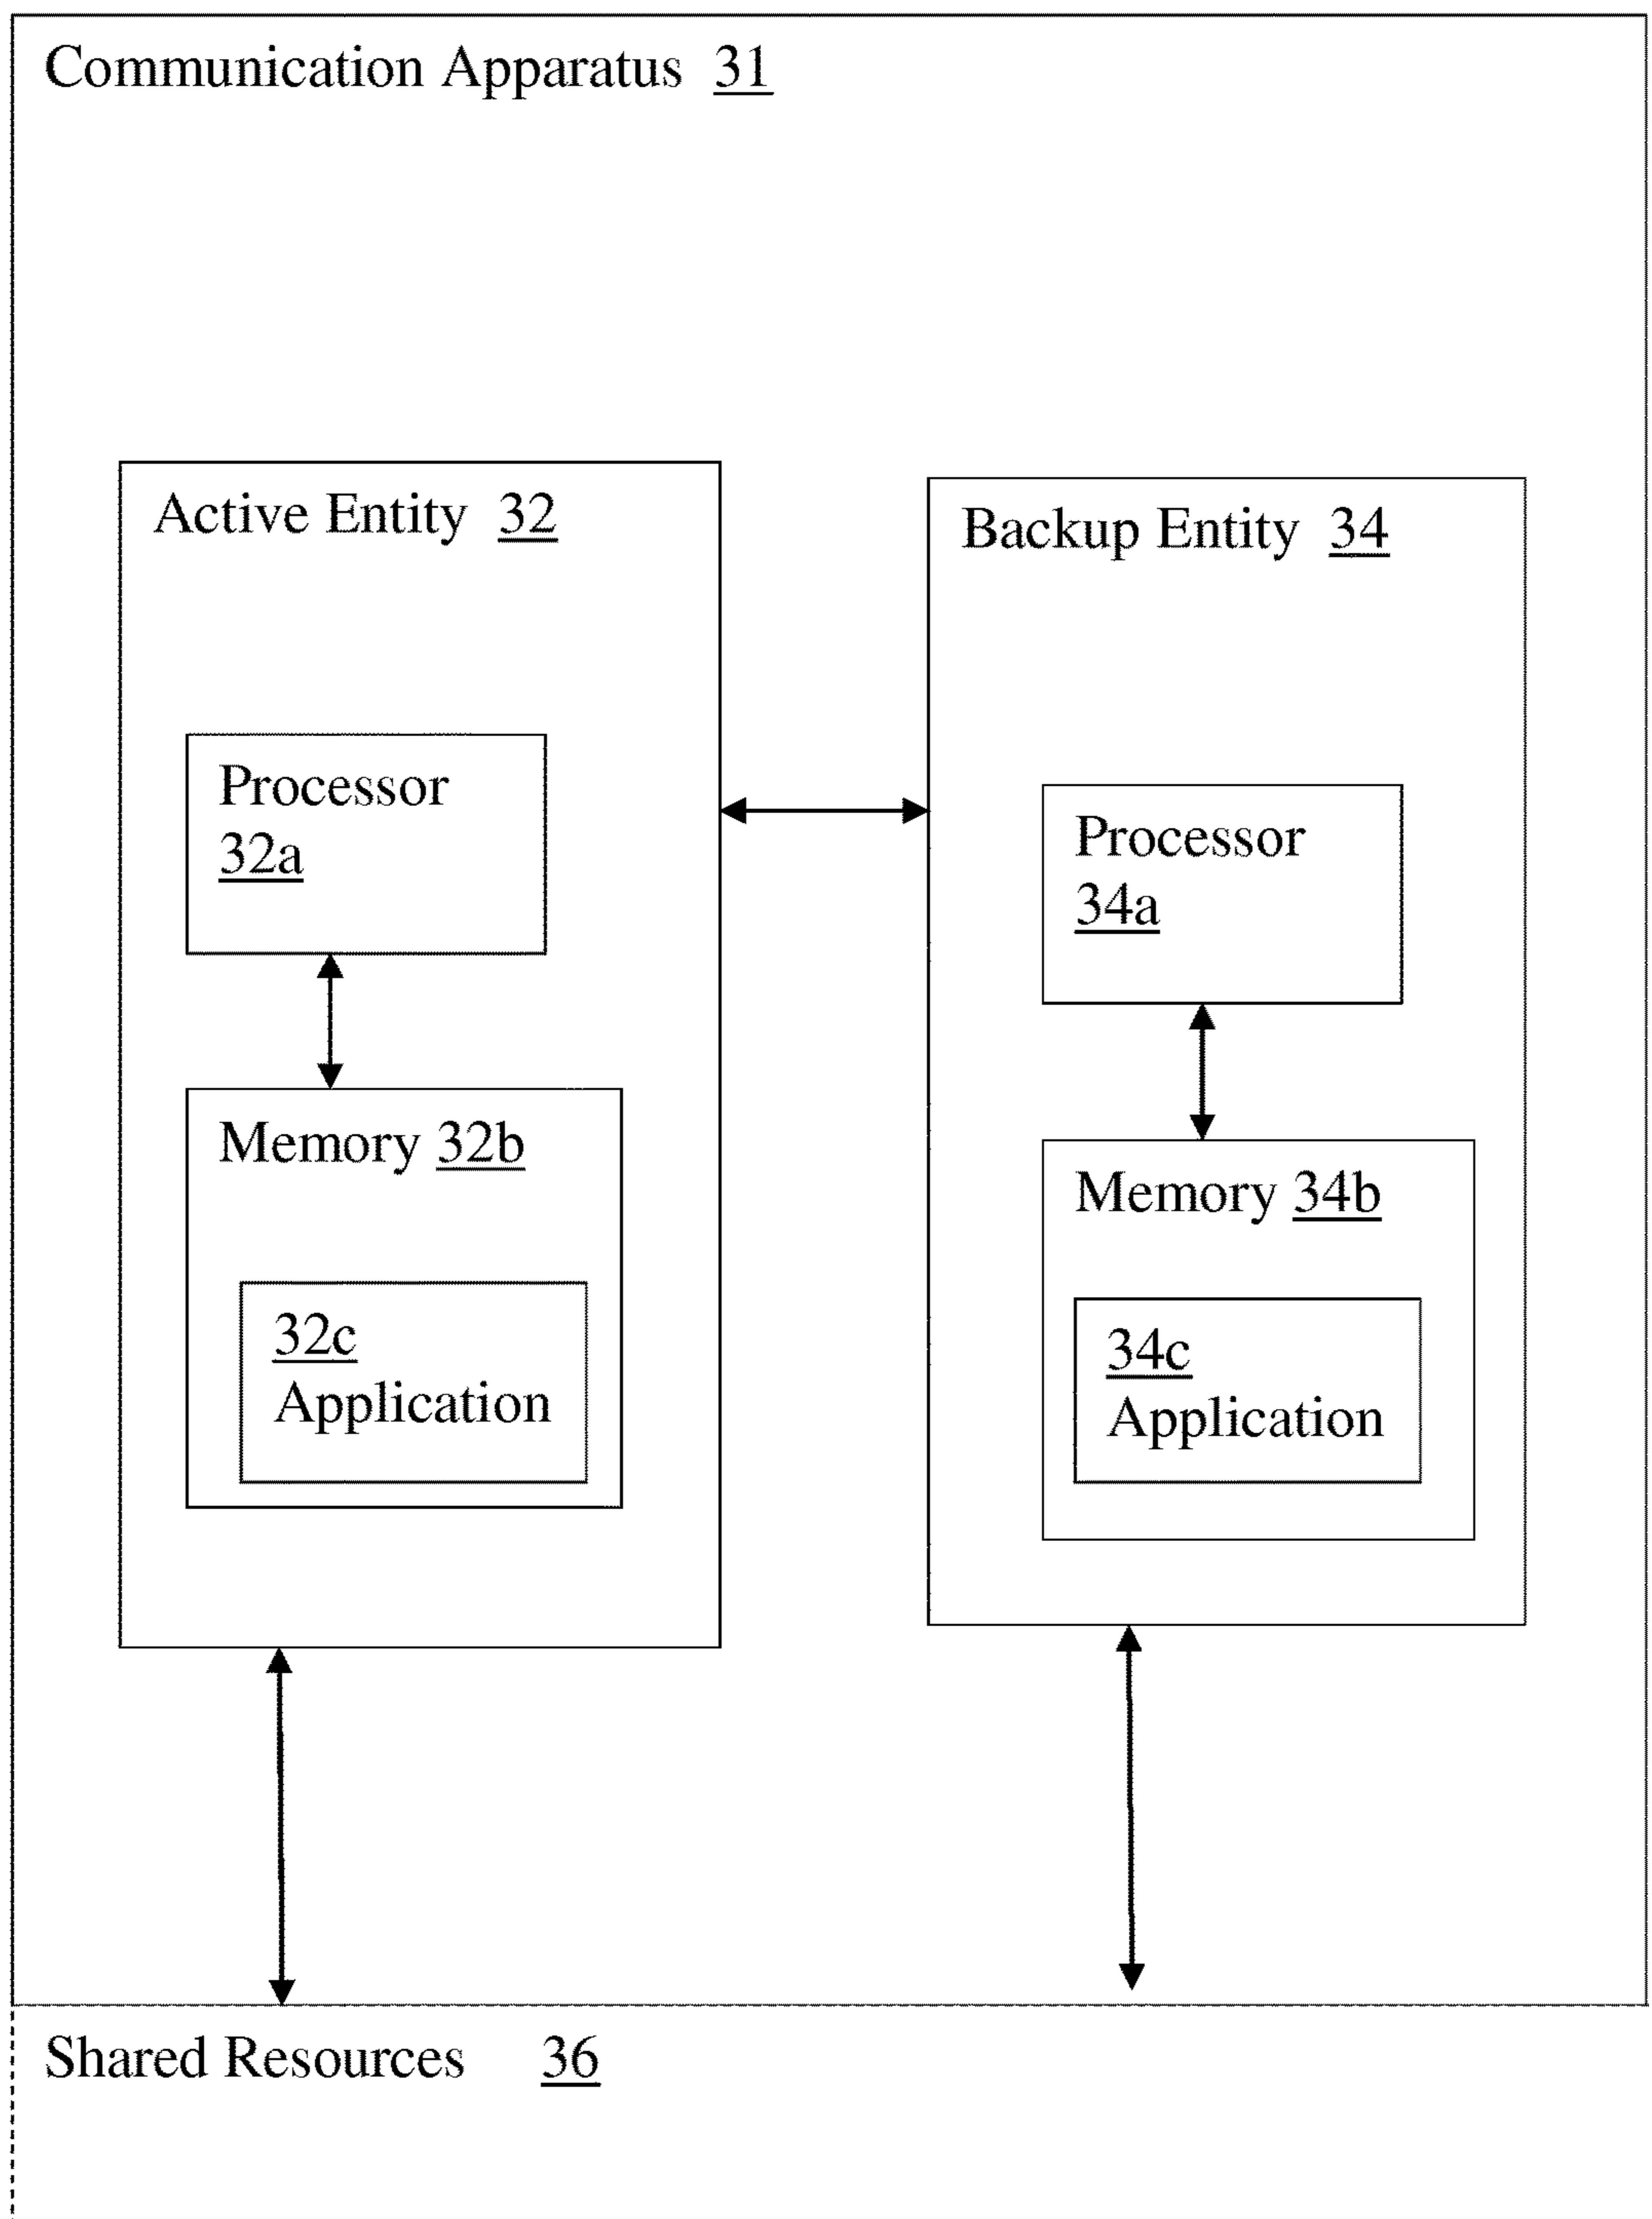 Communication Apparatus 31
Active Entity 32
Processor
32a
Memory 32b
32c
Application
Backup Entity 34
Processor
34a
Memory 34b
34c
Application
Shared Resources 36